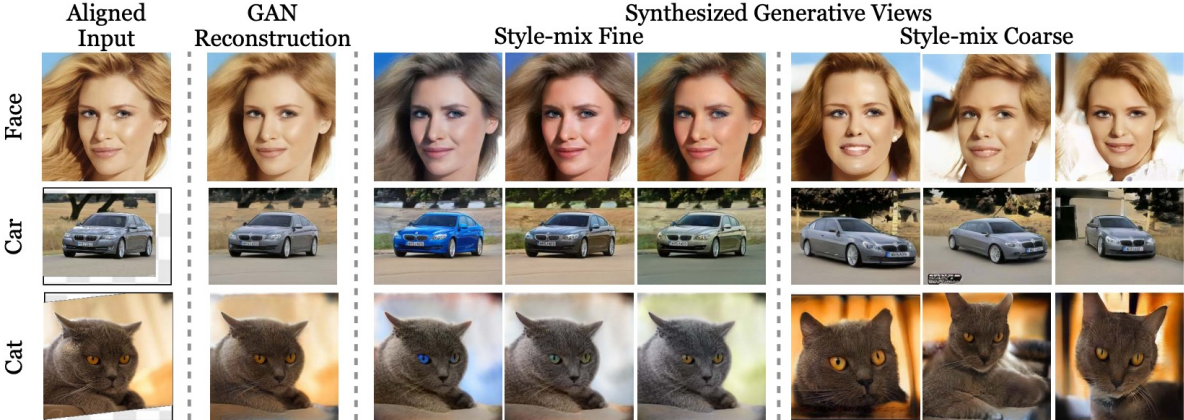 Aligned
Input
GAN
Reconstruction
Synthesized Generative Views
Style-mix Fine
Style-mix Coarse
Face
Car
Cat